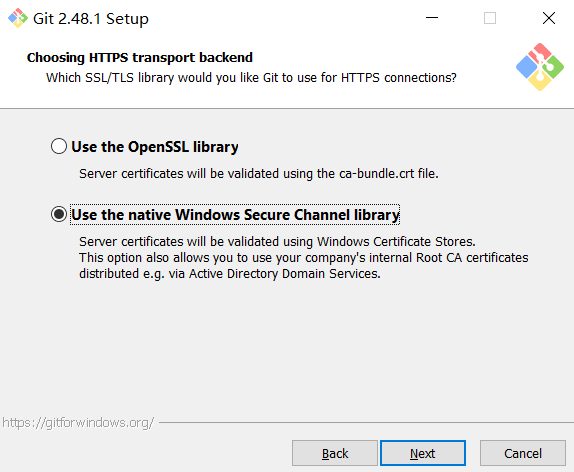 Git 2.48.1 Setup
Choosing HTTPS transport backend
Which SSL/TLS library would you like Git to use for HTTPS connections?
Use the OpenSSL library
Server certificates will be validated using the ca-bundle.crt file.
Use the native Windows Secure Channel library
Server certificates will be validated using Windows Certificate Stores.
This option also allows you to use your company's internal Root CA certificates
distributed e.g. via Active Directory Domain Services.
https://gitforwindows.org/
Back Next Cancel